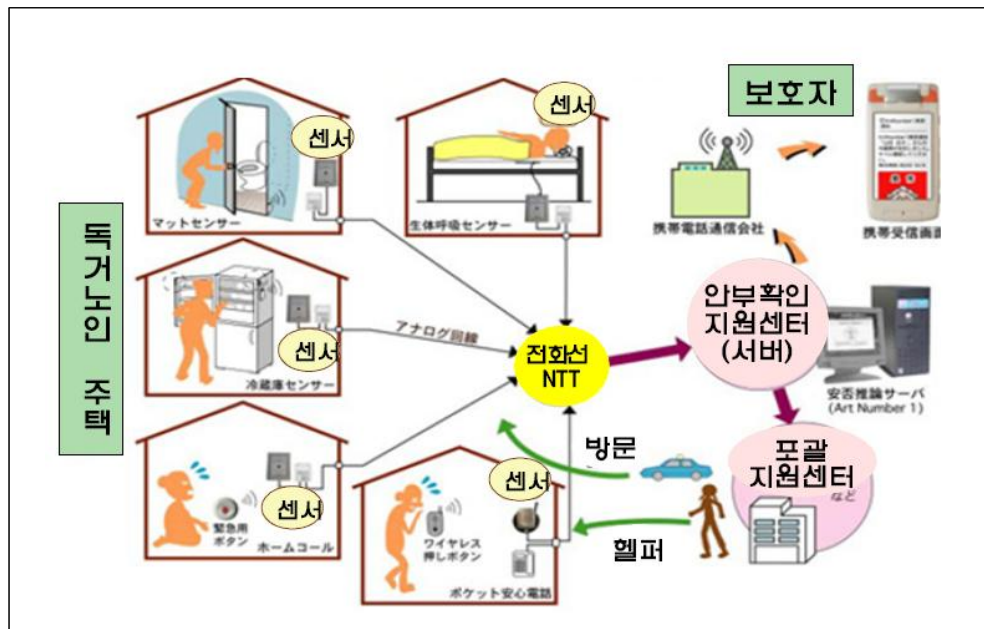 보호자
센서
센서
マットセンサー
生体呼吸センサー
携帯電話通信会社
携帯受信画面
독거노인 주택
센서
冷蔵庫センサー
アナログ回線
전화선
NTT
안부확인
지원센터
(서버)
安否推論サーバ
(Art Number 1)
센서
緊急用
ボタン
ホームコール
센서
ワイヤレス
押しボタン
ポケット安心電話
방문
헬퍼
포괄
지원센터
など